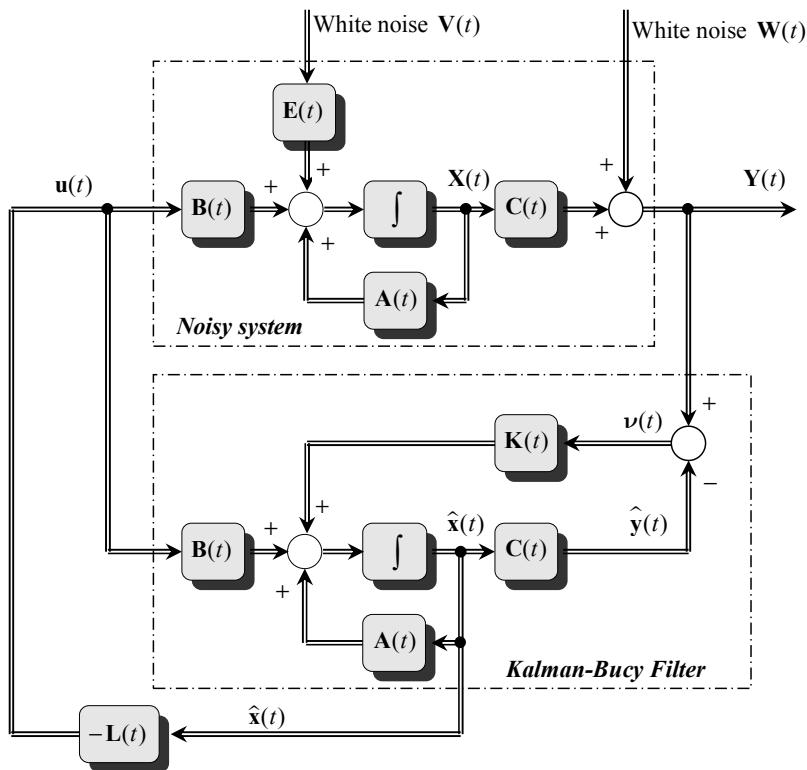 White noise V(t)
White noise W(t)
E(t)
+
+
u(t)
X(t)
Y(t)
B(t)
+
∫
C(t)
+
+
A(t)
Noisy system
+
ν(t)
K(t)
−
+
x̂(t)
ŷ(t)
B(t)
+
∫
C(t)
+
A(t)
Kalman-Bucy Filter
x̂(t)
−L(t)